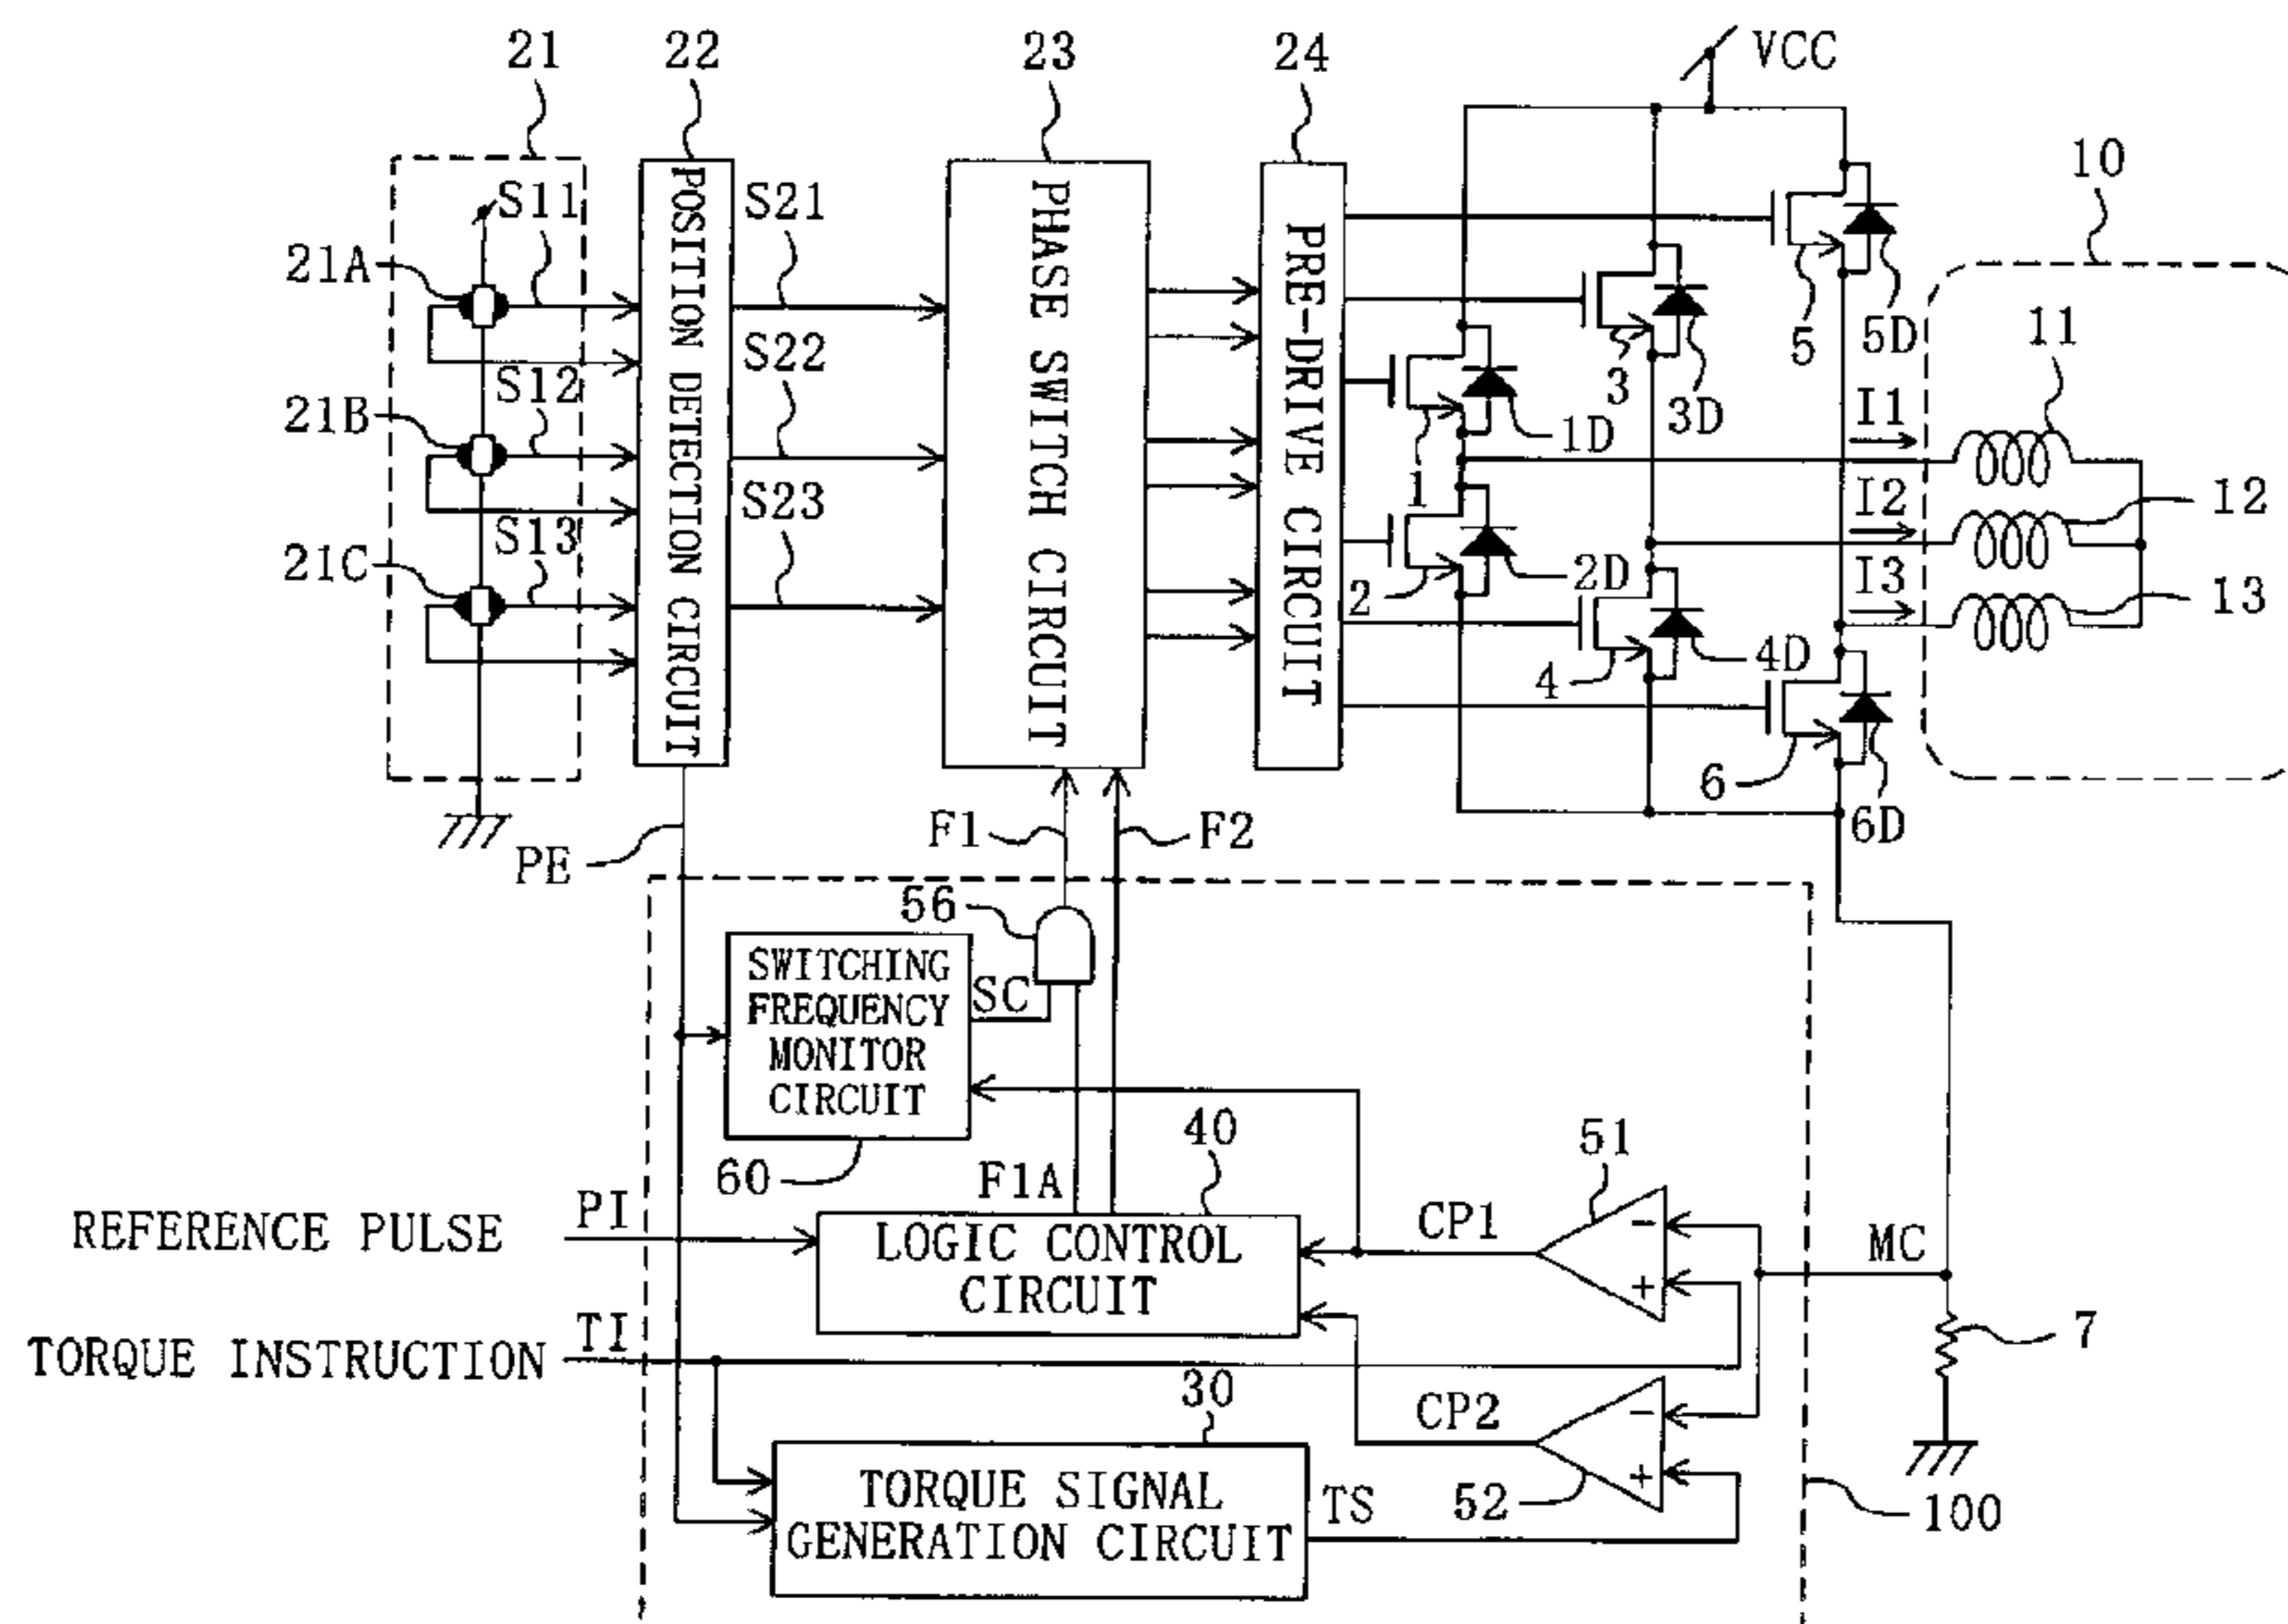 21
22
23
24
VCC
10
21A
S11
S21
21B
S12
S22
21C
S13
S23
POSITION DETECTION CIRCUIT
PHASE SWITCH CIRCUIT
PRE-DRIVE CIRCUIT
5
5D
3
3D
1
1D
I1
11
I2
12
I3
13
2
2D
4
4D
6
6D
PE
F1
F2
56
SWITCHING
FREQUENCY
MONITOR
CIRCUIT
SC
60
F1A
40
51
REFERENCE PULSE
PI
LOGIC CONTROL
CIRCUIT
CP1
−
+
MC
TORQUE INSTRUCTION
TI
7
30
CP2
−
+
52
TORQUE SIGNAL
GENERATION CIRCUIT
TS
100